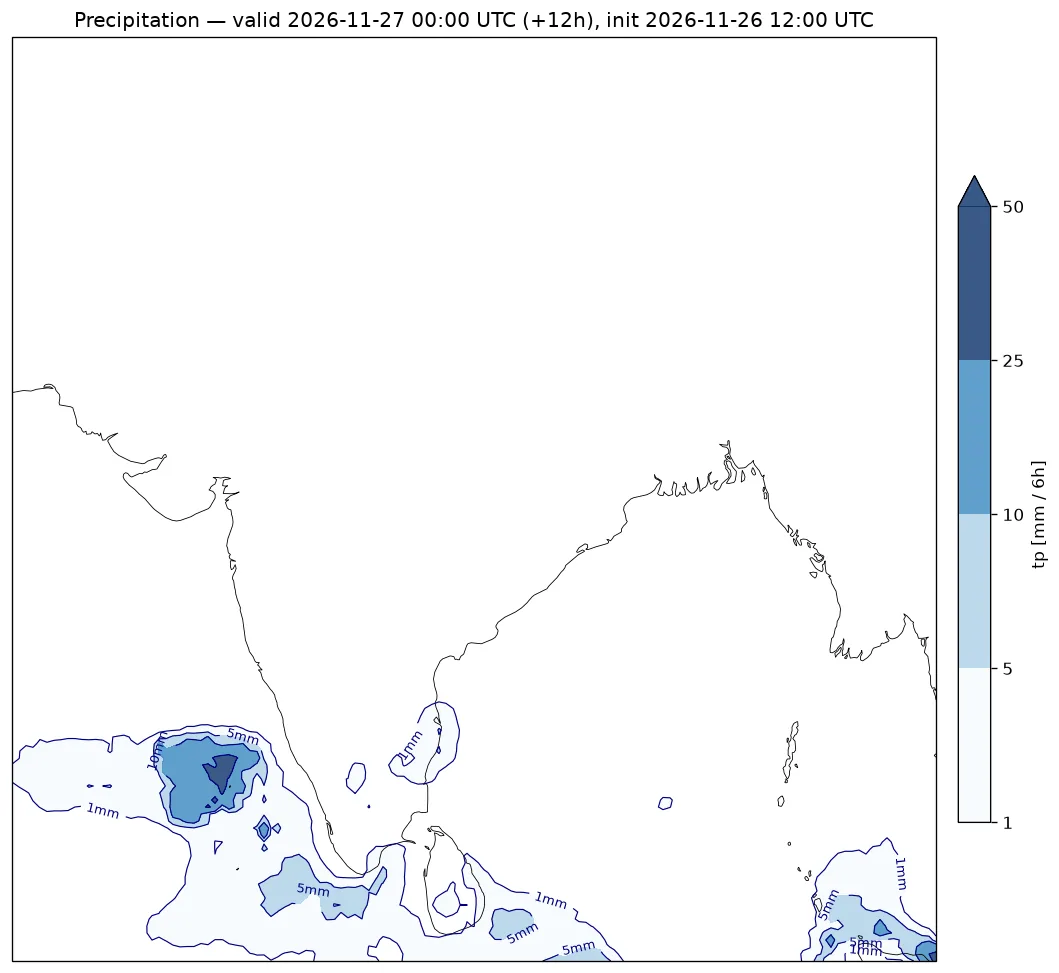 Precipitation — valid 2026-11-27 00:00 UTC (+12h), init 2026-11-26 12:00 UTC
50
25
10
5
1
tp [mm / 6h]
5mm
10mm
1mm
1mm
5mm
1mm
5mm
5mm
1mm
5mm
5mm
1mm